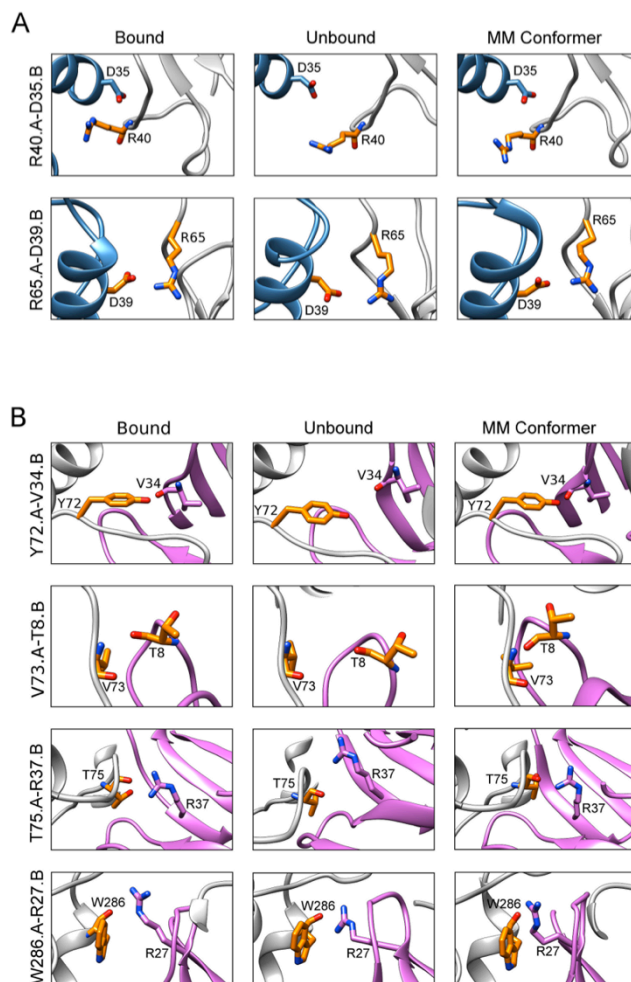 A
Bound Unbound MM Conformer
R40.A-D35.B
D35 D35 D35
R40 R40 R40
R65.A-D39.B
R65 R65 R65
D39 D39 D39
B
Bound Unbound MM Conformer
Y72.A-V34.B
V34 V34 V34
Y72 Y72 Y72
V73.A-T8.B
T8 T8 T8
V73 V73 V73
T75.A-R37.B
T75 T75 T75
R37 R37 R37
W286.A-R27.B
W286 W286 W286
R27 R27 R27